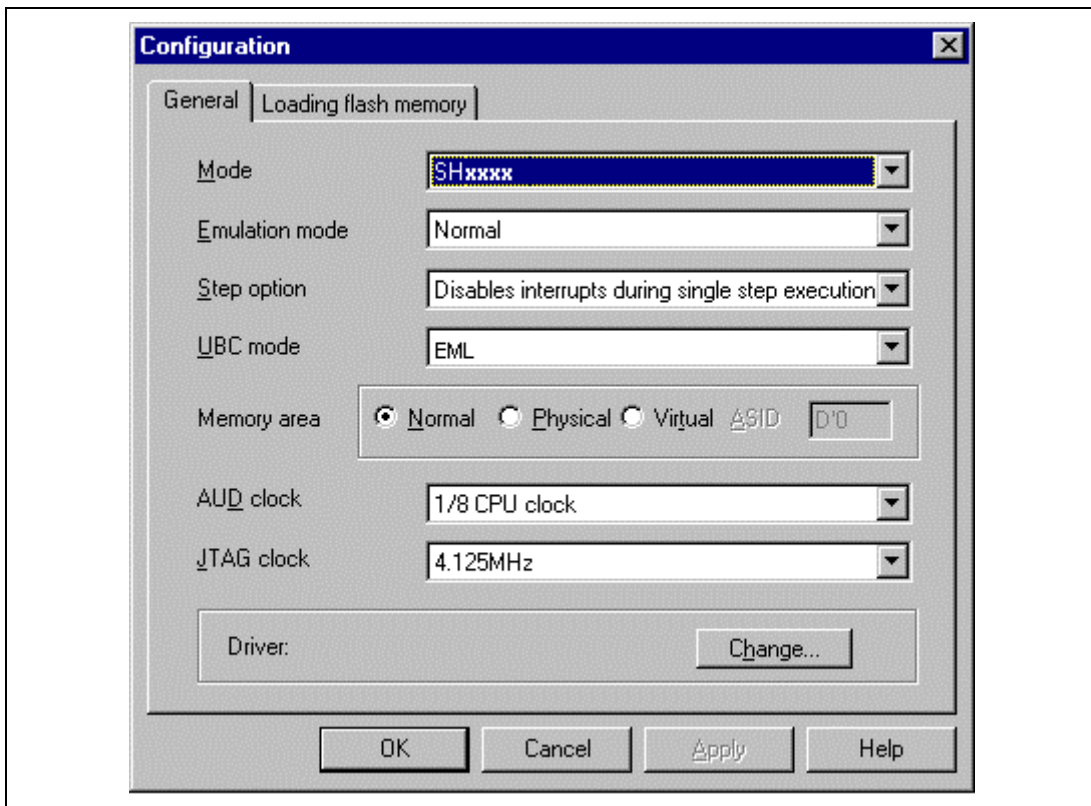 Configuration
General Loading flash memory
Mode SHxxxx
Emulation mode Normal
Step option Disables interrupts during single step execution
UBC mode EML
Memory area Normal Physical Virtual ASID D'0
AUD clock 1/8 CPU clock
JTAG clock 4.125MHz
Driver: Change...
OK Cancel Apply Help